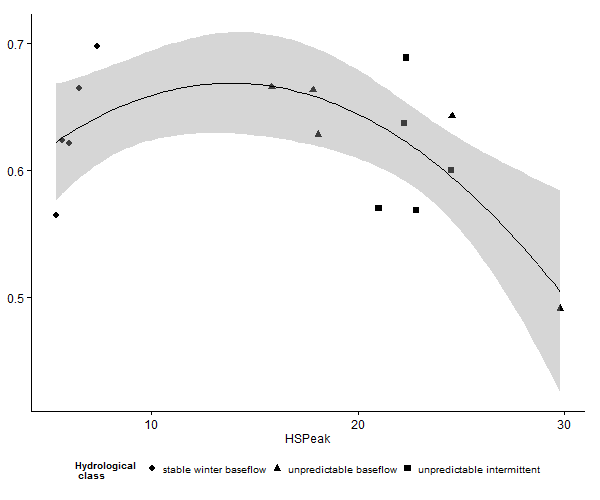 0.7
0.6
0.5
10 20 30
HSPeak
Hydrological class stable winter baseflow unpredictable baseflow unpredictable intermittent